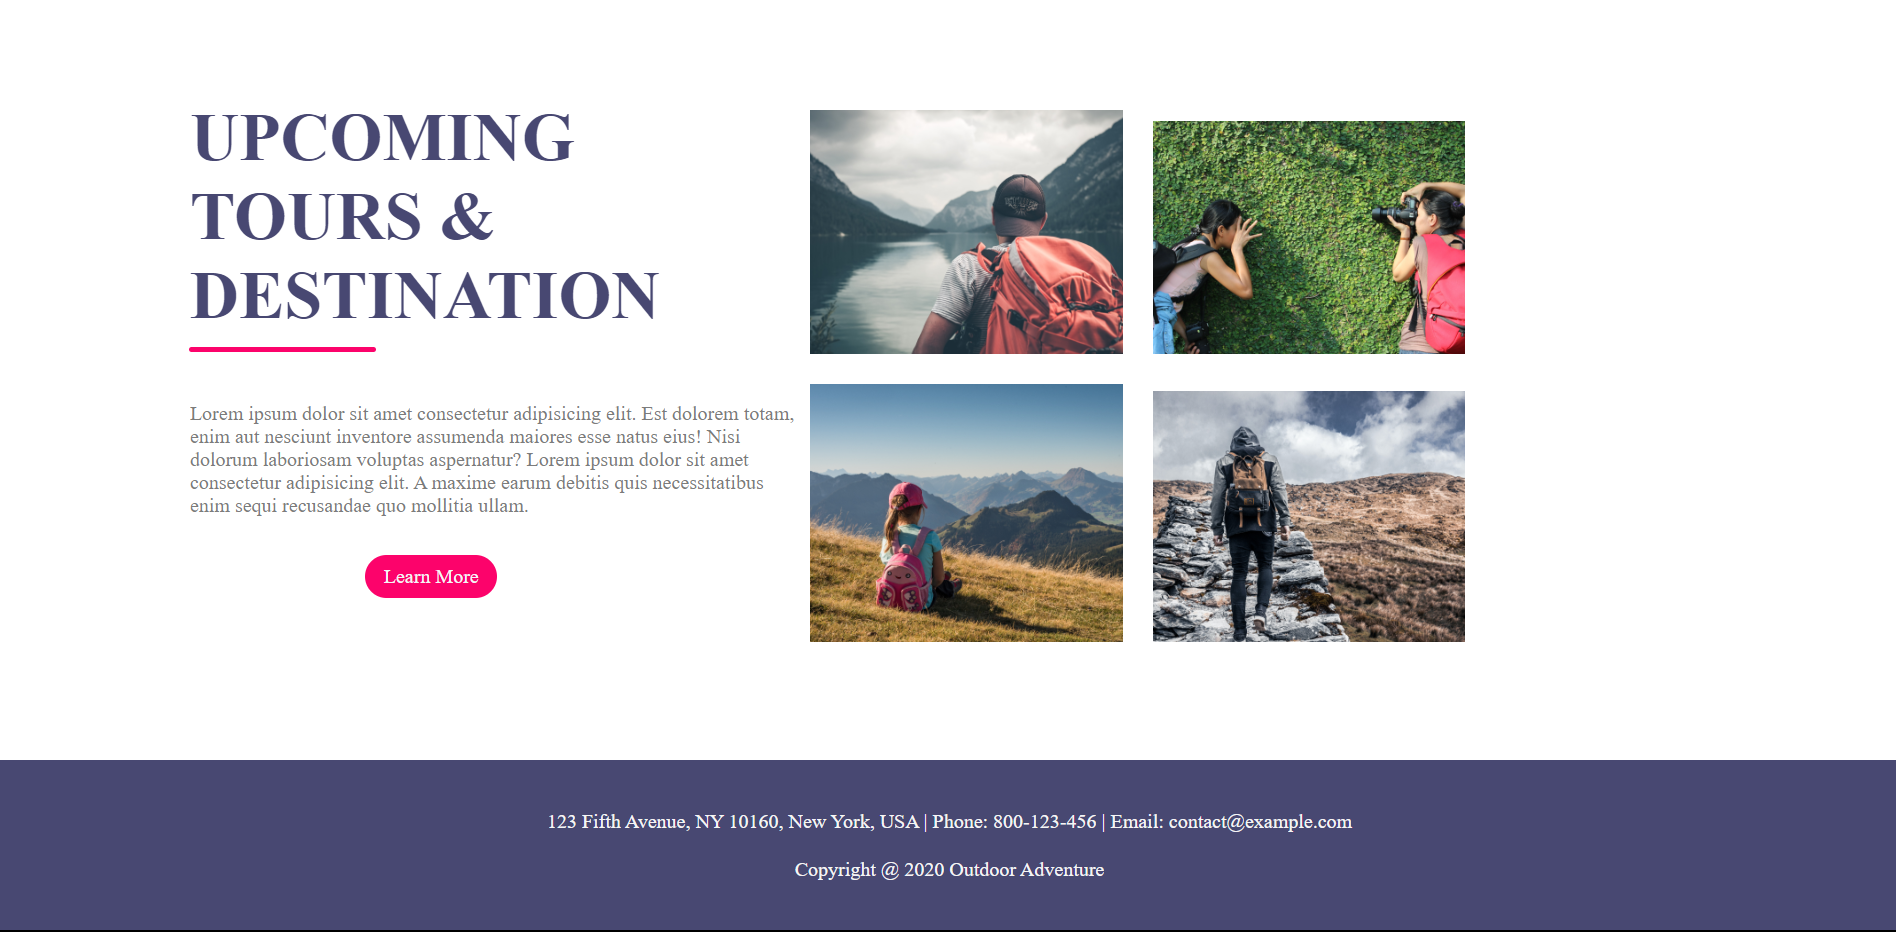 UPCOMING
TOURS &
DESTINATION
Lorem ipsum dolor sit amet consectetur adipisicing elit. Est dolorem totam,
enim aut nesciunt inventore assumenda maiores esse natus eius! Nisi
dolorum laboriosam voluptas aspernatur? Lorem ipsum dolor sit amet
consectetur adipisicing elit. A maxime earum debitis quis necessitatibus
enim sequi recusandae quo mollitia ullam.
Learn More
123 Fifth Avenue, NY 10160, New York, USA | Phone: 800-123-456 | Email: contact@example.com
Copyright @ 2020 Outdoor Adventure